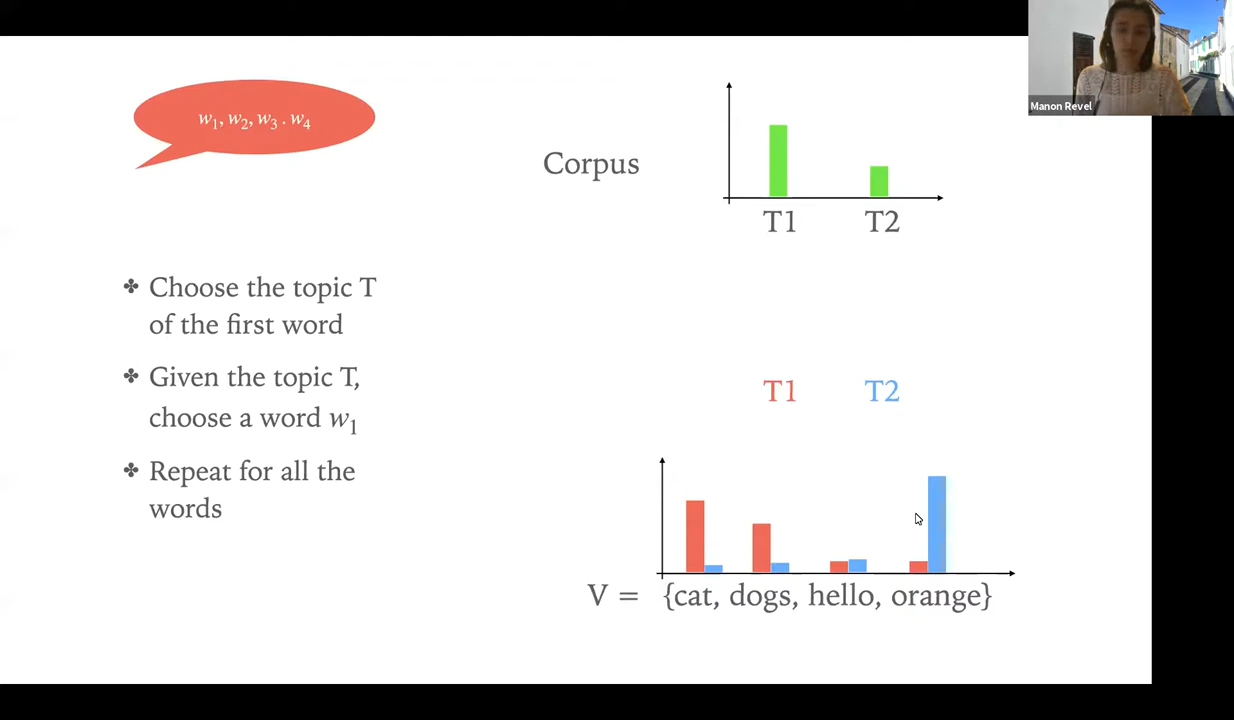 w₁, w₂, w₃ . w₄
Manon Revel
Corpus
T1 T2
✤ Choose the topic T
of the first word
✤ Given the topic T,
choose a word w₁
✤ Repeat for all the
words
T1 T2
V = {cat, dogs, hello, orange}